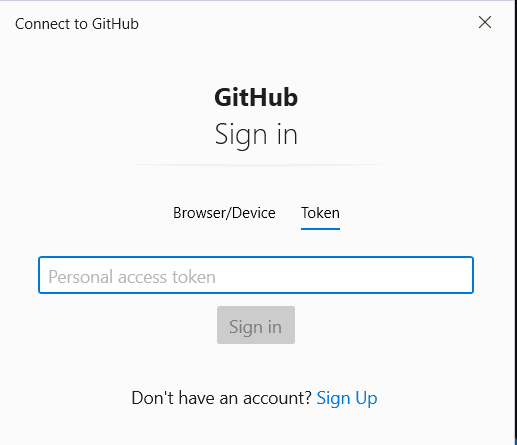 Connect to GitHub
GitHub
Sign in
Browser/Device Token
Personal access token
Sign in
Don't have an account? Sign Up